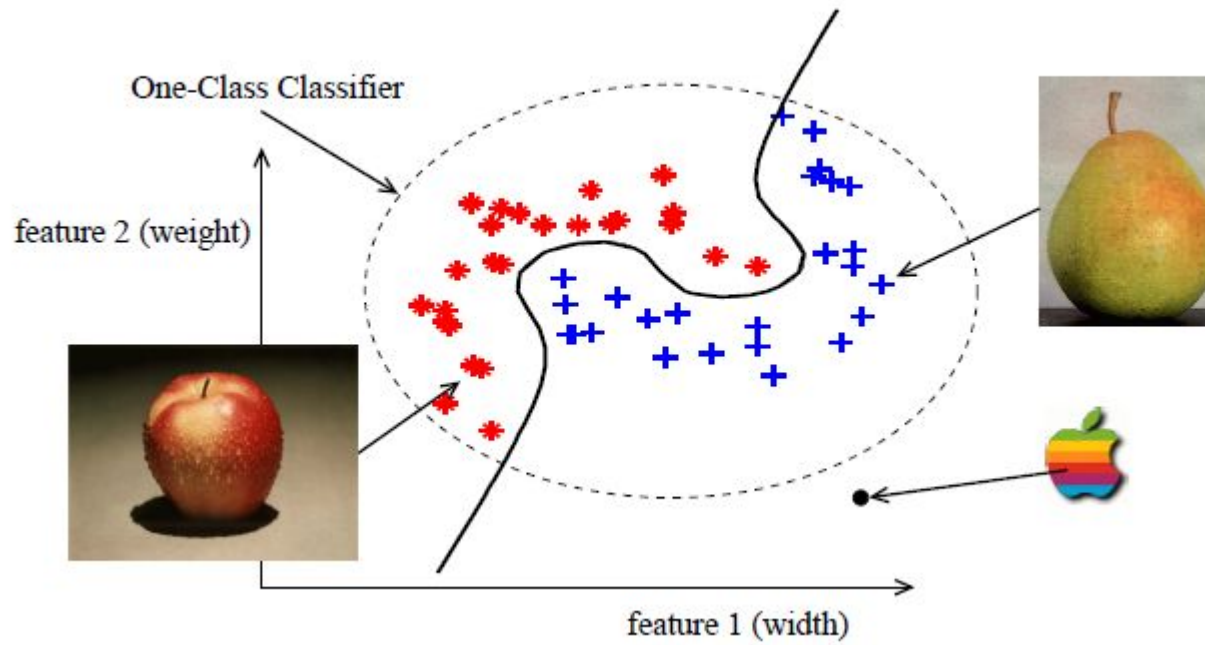 One-Class Classifier
feature 2 (weight)
feature 1 (width)